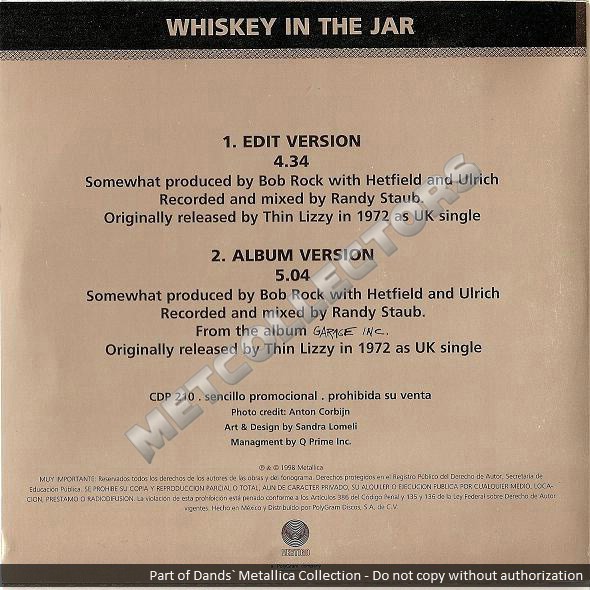 WHISKEY IN THE JAR
1. EDIT VERSION
4.34
Somewhat produced by Bob Rock with Hetfield and Ulrich
Recorded and mixed by Randy Staub.
Originally released by Thin Lizzy in 1972 as UK single
2. ALBUM VERSION
5.04
Somewhat produced by Bob Rock with Hetfield and Ulrich
Recorded and mixed by Randy Staub.
From the album GARAGE INC.
Originally released by Thin Lizzy in 1972 as UK single
CDP 210 . sencillo promocional . prohibida su venta
Photo credit: Anton Corbijn
Art & Design by Sandra Lomeli
Managment by Q Prime Inc.
℗ & © 1998 Metallica
MUY IMPORTANTE: Reservados todos los derechos de los autores de las obras y del fonograma. Derechos protegidos en el Registro Público del Derecho de Autor, Secretaría de
Educación Pública. SE PROHIBE SU COPIA Y REPRODUCCION PARCIAL O TOTAL, AUN DE CARACTER PRIVADO, SU ALQUILER O EJECUCION PUBLICA POR CUALQUIER MEDIO, LOCA-
CION, PRESTAMO O RADIODIFUSION. La violación de esta prohibición esté penado conforme a los Artículos 386 del Código Penal y 135 y 136 de la Ley Federal sobre Derecho de Autor
vigentes. Hecho en México y Distribuido por PolyGram Discos, S.A. de C.V.
VERTIGO
METCOLLECTORS
Part of Dands` Metallica Collection - Do not copy without authorization